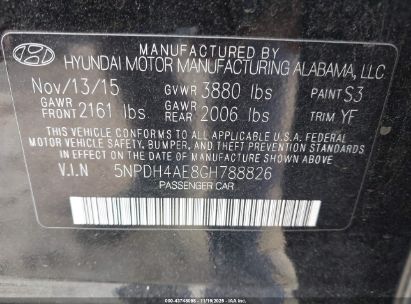 HYUNDAI MOTOR MANUFACTURING ALABAMA, LLC
Nov/13/15 GVWR 3880 lbs PAINT S3
GAWR FRONT 2161 lbs GAWR REAR 2006 lbs TRIM YF
THIS VEHICLE CONFORMS TO ALL APPLICABLE U.S.A. FEDERAL
MOTOR VEHICLE SAFETY, BUMPER, AND THEFT PREVENTION
STANDARDS IN EFFECT ON THE DATE OF MANUFACTURE SHOWN ABOVE.
V.I.N 5NPDH4AE8GH788826
PASSENGER CAR